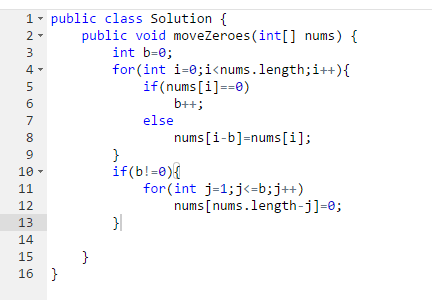 1 public class Solution {
2     public void moveZeroes(int[] nums) {
3         int b=0;
4         for(int i=0;i<nums.length;i++){
5             if(nums[i]==0)
6                 b++;
7             else
8                 nums[i-b]=nums[i];
9         }
10         if(b!=0){
11             for(int j=1;j<=b;j++)
12                 nums[nums.length-j]=0;
13         }
14
15     }
16 }